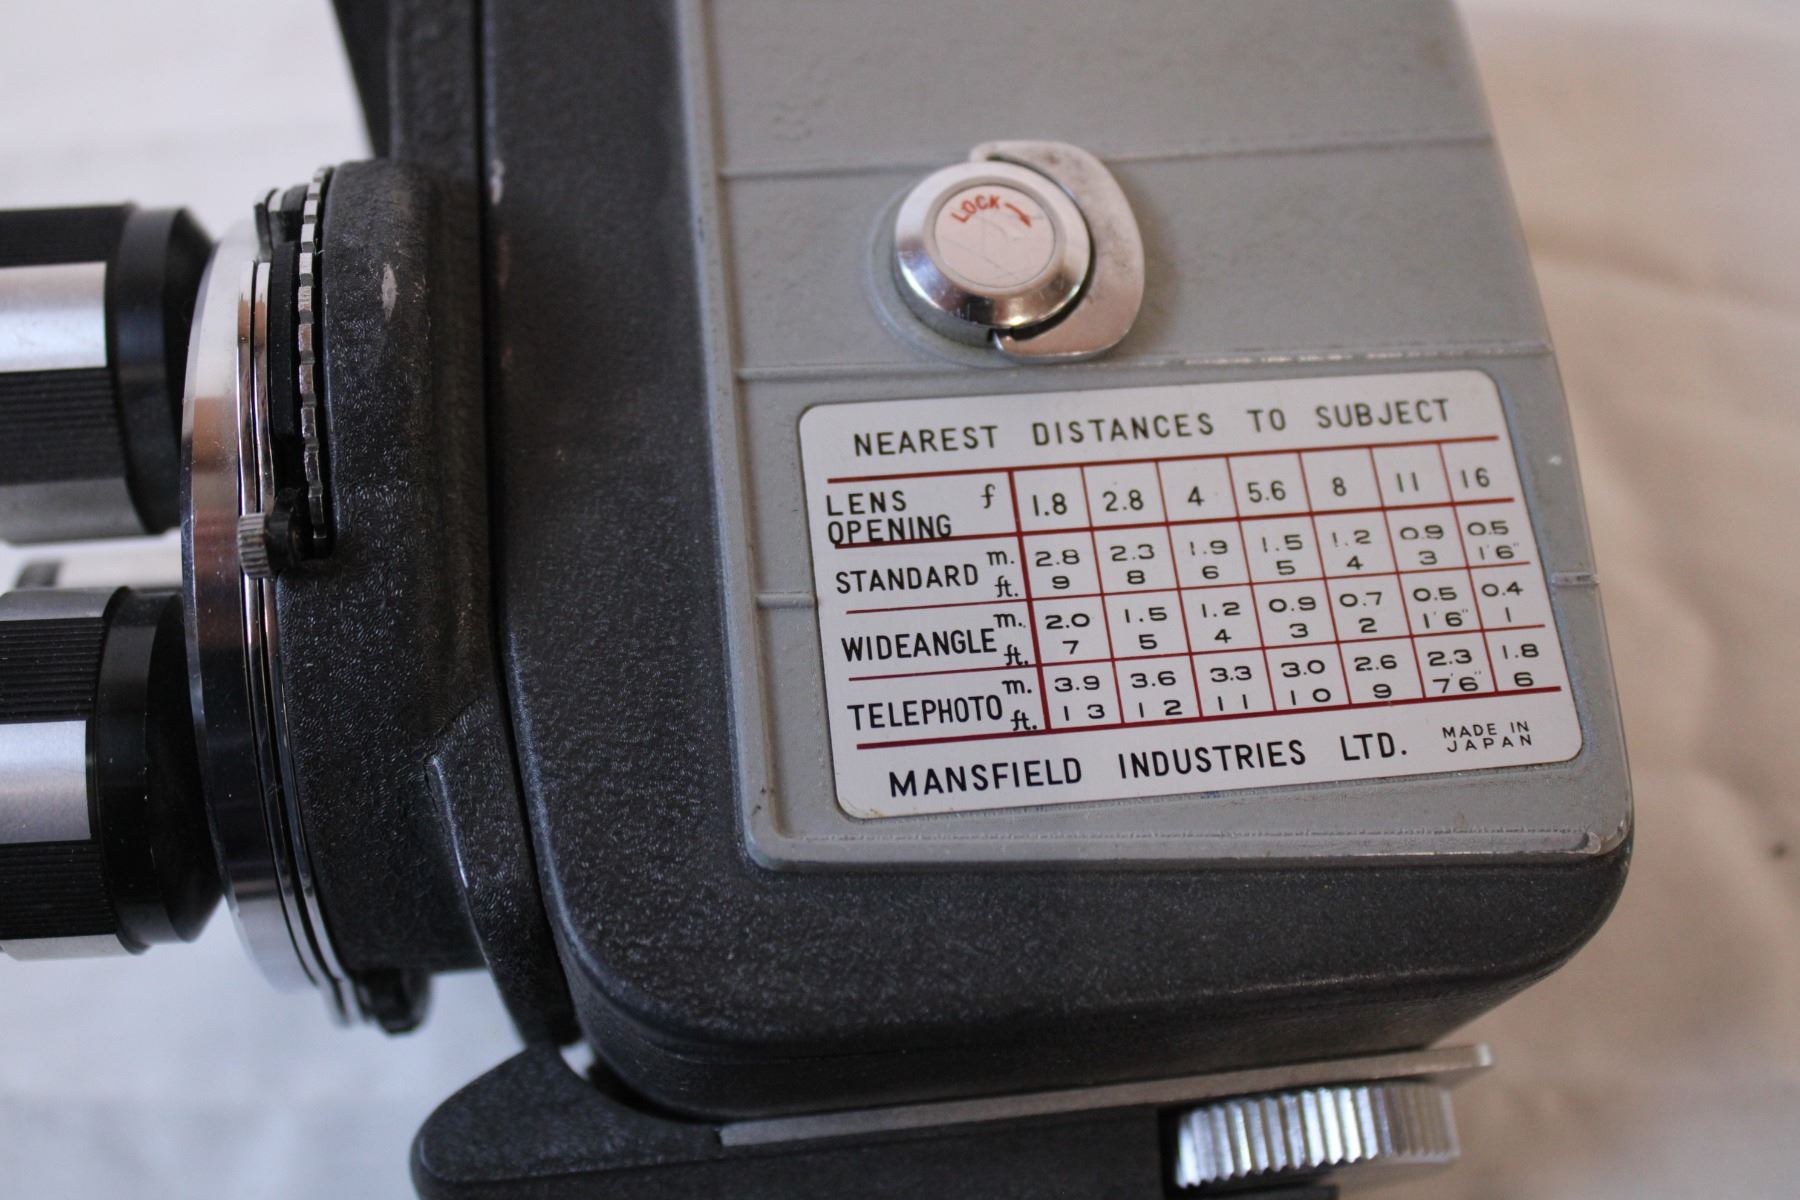 LOCK
NEAREST DISTANCES TO SUBJECT
LENS f 1.8 2.8 4 5.6 8 11 16
OPENING
STANDARD m. 2.8 2.3 1.9 1.5 1.2 0.9 0.5
ft. 9 8 6 5 4 3 1'6"
WIDEANGLE m. 2.0 1.5 1.2 0.9 0.7 0.5 0.4
ft. 7 5 4 3 2 1'6" 1
TELEPHOTO m. 3.9 3.6 3.3 3.0 2.6 2.3 1.8
ft. 13 12 11 10 9 7'6" 6
MANSFIELD INDUSTRIES LTD. MADE IN
JAPAN